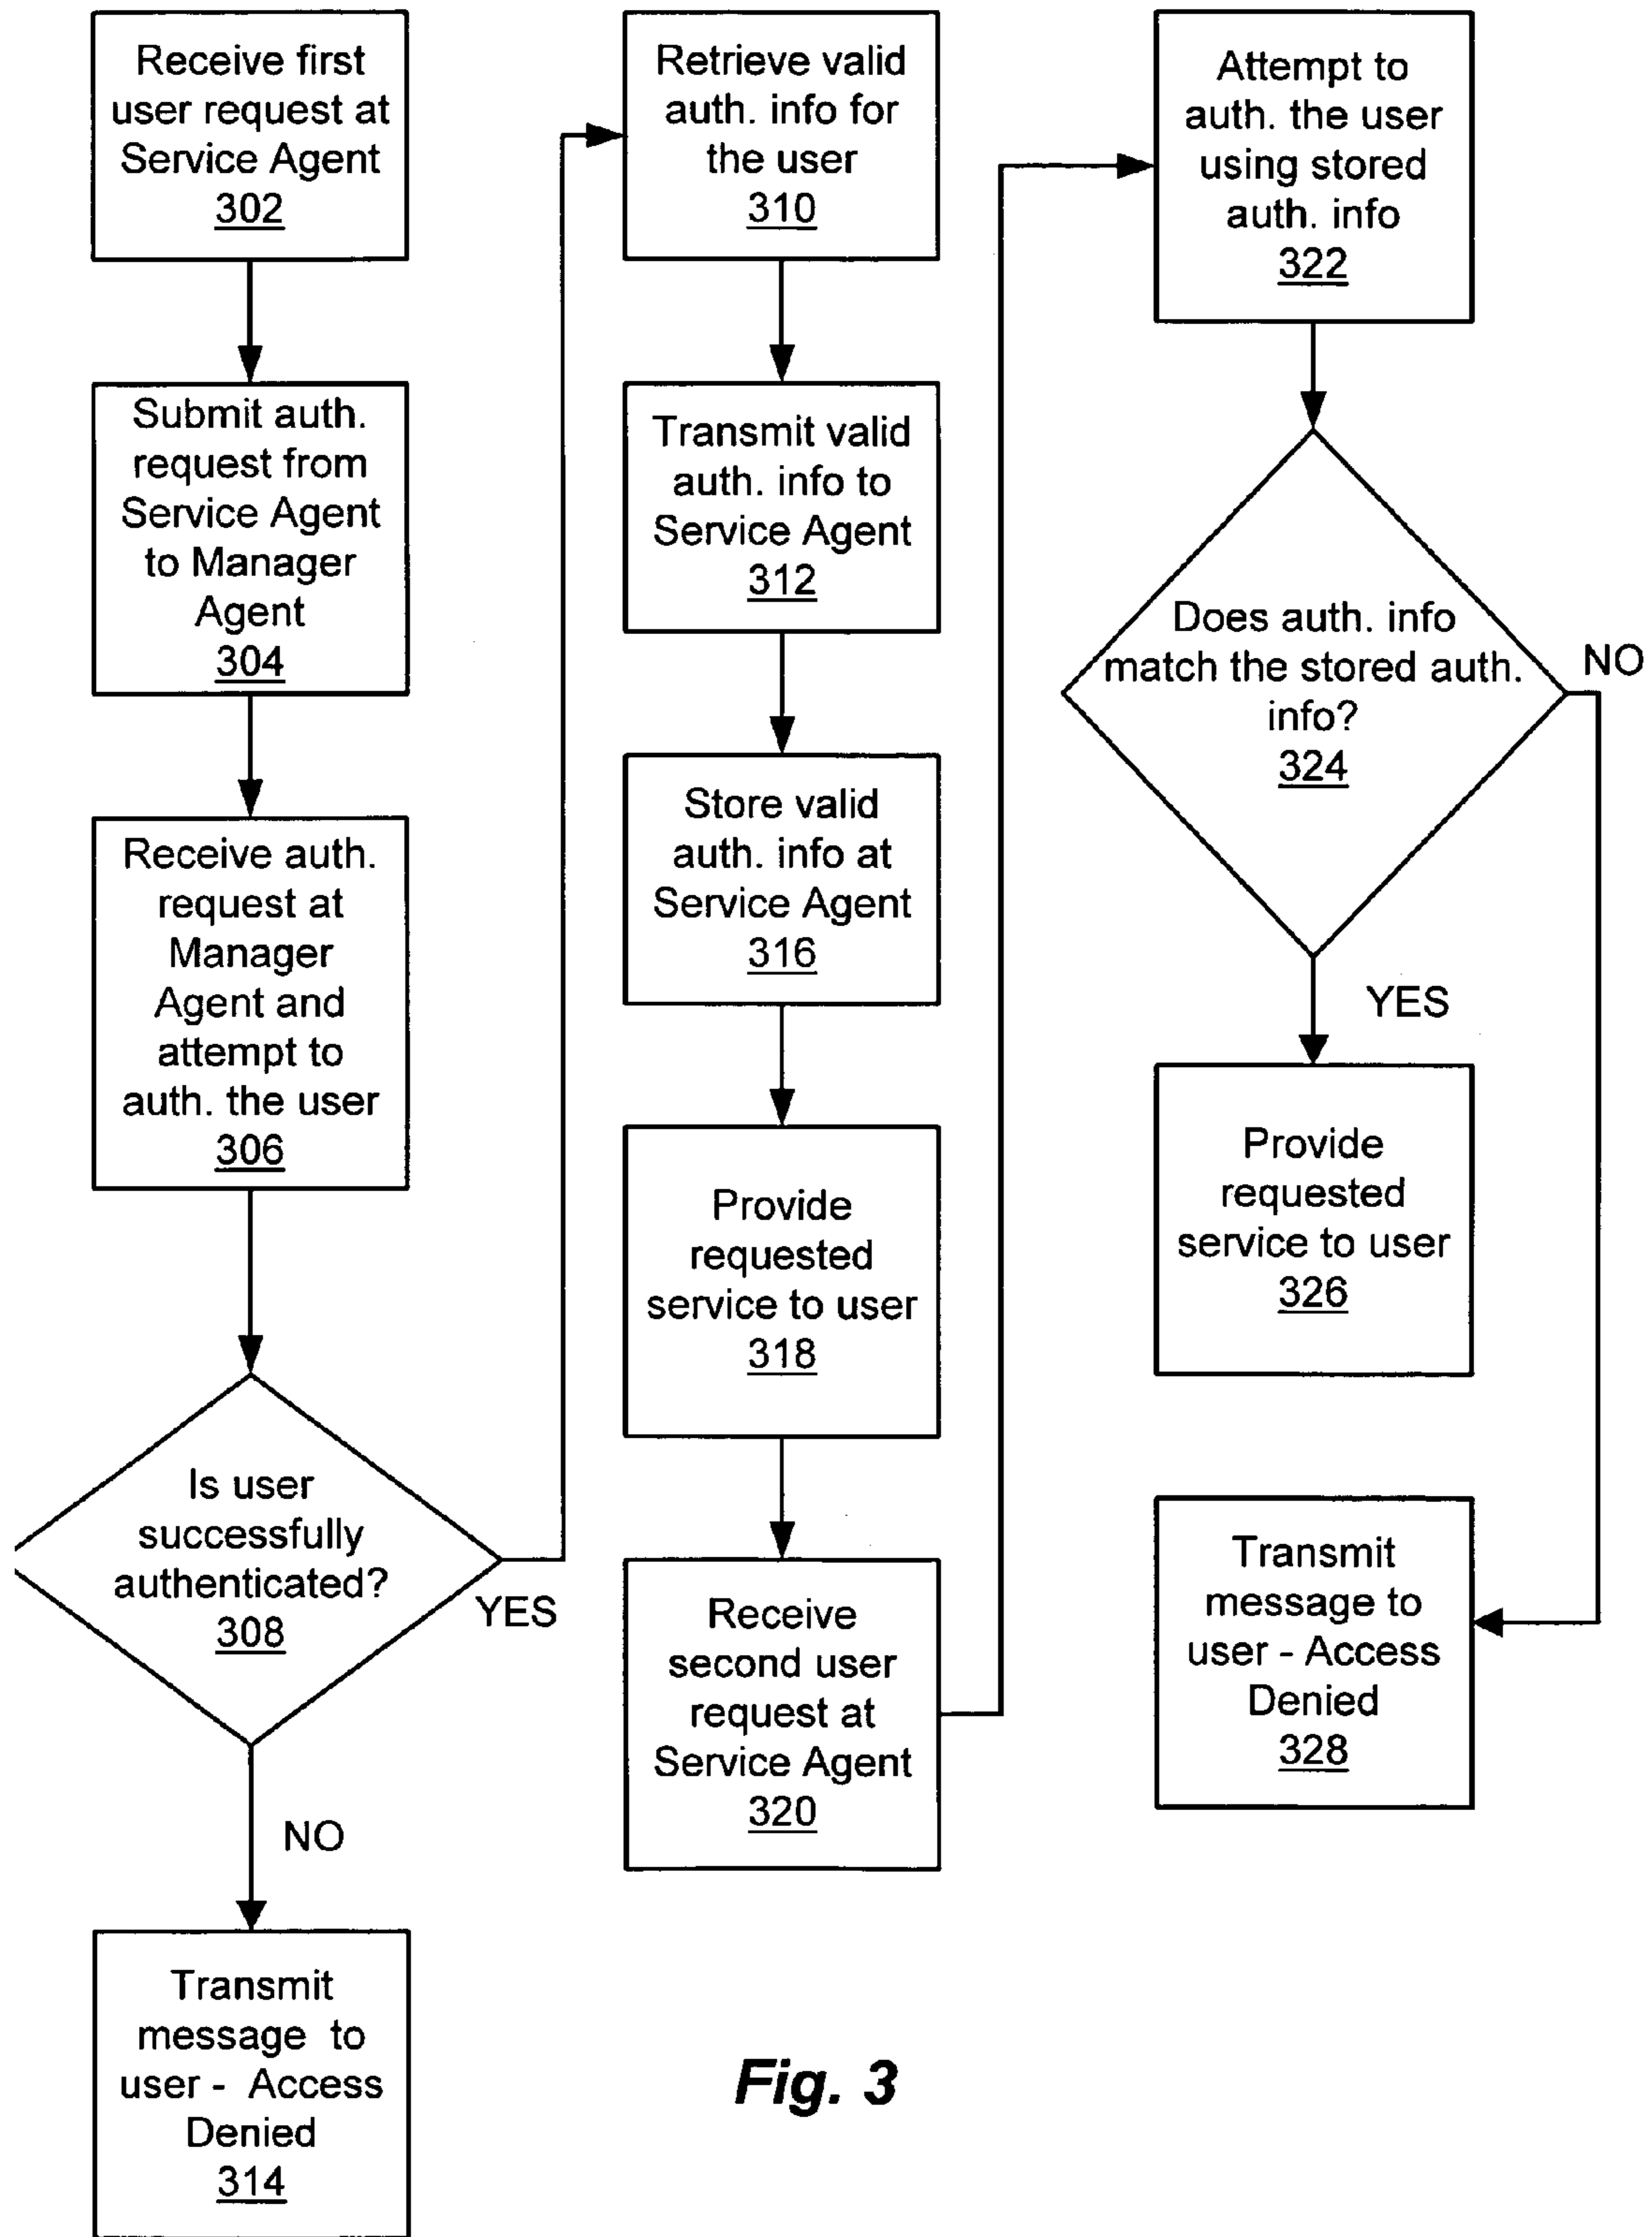 Receive first
user request at
Service Agent
302
Submit auth.
request from
Service Agent
to Manager
Agent
304
Receive auth.
request at
Manager
Agent and
attempt to
auth. the user
306
Is user
successfully
authenticated?
308
YES
NO
Transmit
message to
user - Access
Denied
314
Retrieve valid
auth. info for
the user
310
Transmit valid
auth. info to
Service Agent
312
Store valid
auth. info at
Service Agent
316
Provide
requested
service to user
318
Receive
second user
request at
Service Agent
320
Attempt to
auth. the user
using stored
auth. info
322
Does auth. info
match the stored auth.
info?
324
NO
YES
Provide
requested
service to user
326
Transmit
message to
user - Access
Denied
328
Fig. 3